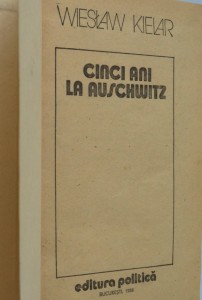 WIESŁAW KIELAR
CINCI ANI
LA AUSCHWITZ
editura politică